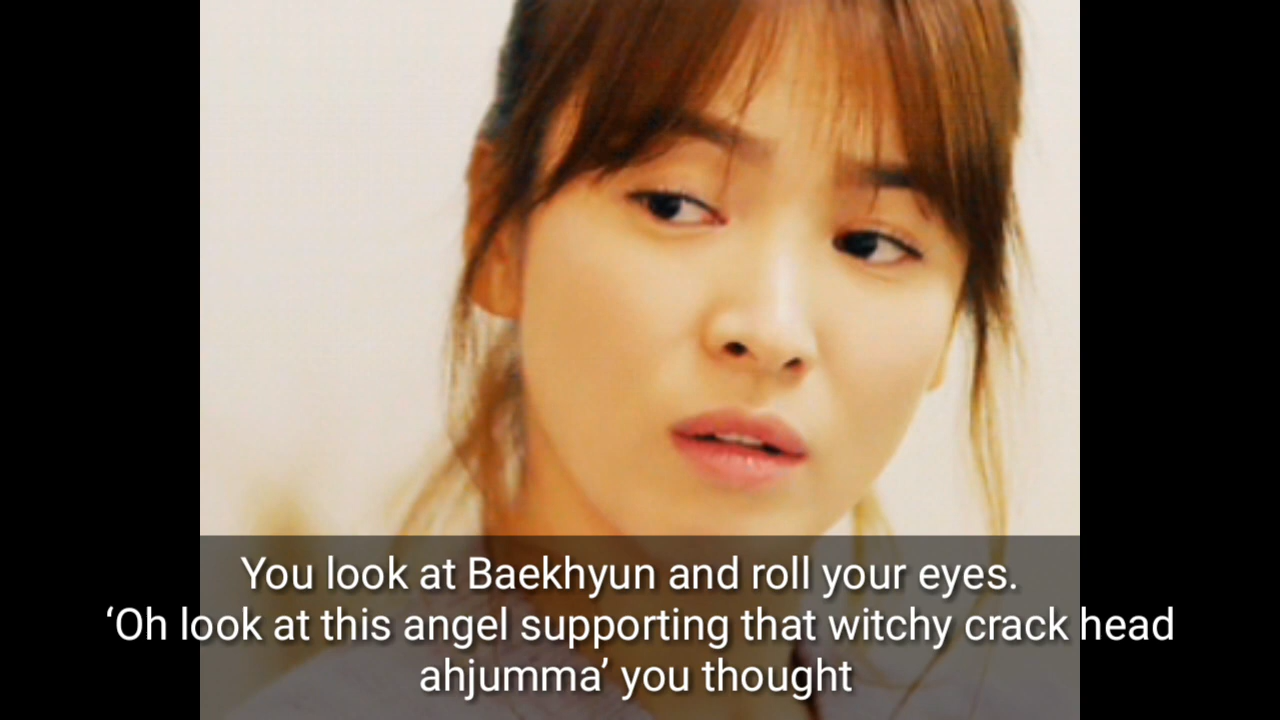 You look at Baekhyun and roll your eyes.
‘Oh look at this angel supporting that witchy crack head
ahjumma’ you thought